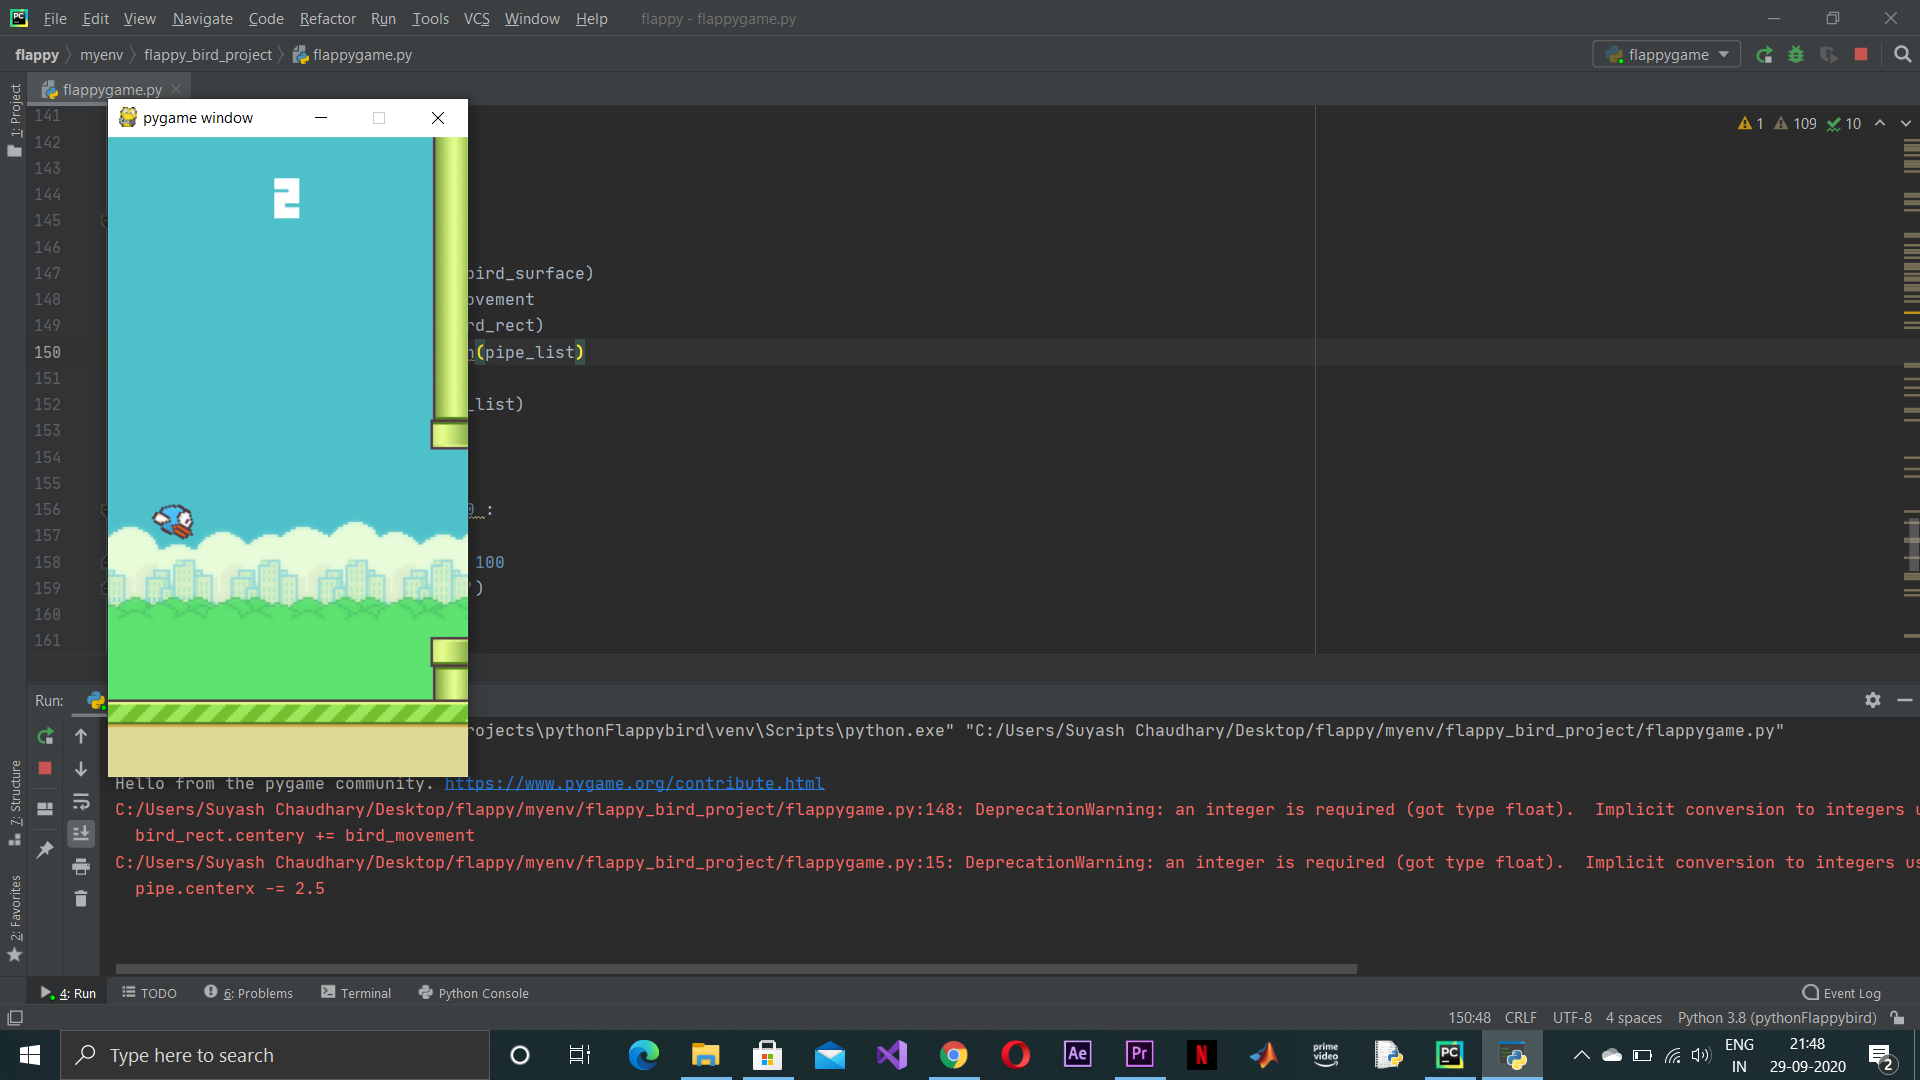 File Edit View Navigate Code Refactor Run Tools VCS Window Help flappy - flappygame.py
flappy myenv flappy_bird_project flappygame.py flappygame
1: Project
flappygame.py
pygame window
1 109 10
2
141
142
143
144
145
146
147 bird_surface)
148 ovement
149 rd_rect)
150 (pipe_list)
151
152 _list)
153
154
155
156 :
157
158 100
159 ')
160
161
Run:
rojects\pythonFlappybird\venv\Scripts\python.exe" "C:/Users/Suyash Chaudhary/Desktop/flappy/myenv/flappy_bird_project/flappygame.py"
Hello from the pygame community. https://www.pygame.org/contribute.html
C:/Users/Suyash Chaudhary/Desktop/flappy/myenv/flappy_bird_project/flappygame.py:148: DeprecationWarning: an integer is required (got type float).  Implicit conversion to integers u
bird_rect.centery += bird_movement
C:/Users/Suyash Chaudhary/Desktop/flappy/myenv/flappy_bird_project/flappygame.py:15: DeprecationWarning: an integer is required (got type float).  Implicit conversion to integers us
pipe.centerx -= 2.5
7: Structure
2: Favorites
4: Run TODO 6: Problems Terminal Python Console Event Log
150:48 CRLF UTF-8 4 spaces Python 3.8 (pythonFlappybird)
Type here to search
Ae Pr N prime video PC
ENG
IN
21:48
29-09-2020
2